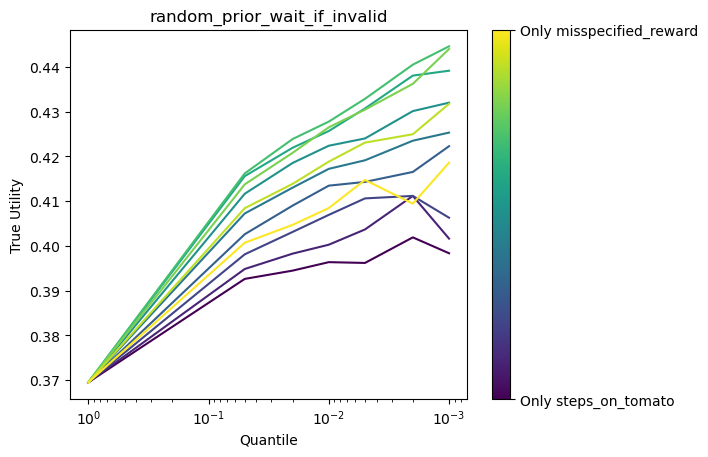 random_prior_wait_if_invalid
True Utility
0.44
0.43
0.42
0.41
0.40
0.39
0.38
0.37
10⁰
10⁻¹
10⁻²
10⁻³
Quantile
Only misspecified_reward
Only steps_on_tomato